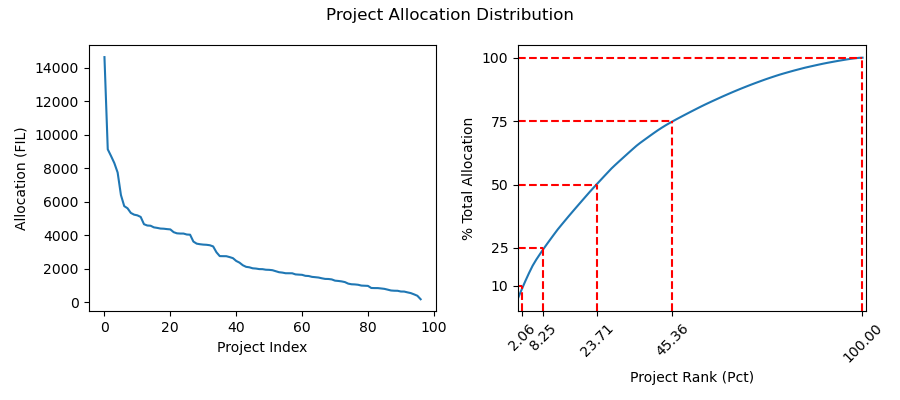 Project Allocation Distribution
Allocation (FIL)
14000
12000
10000
8000
6000
4000
2000
0
0 20 40 60 80 100
Project Index
% Total Allocation
100
75
50
25
10
2.06 8.25 23.71 45.36 100.00
Project Rank (Pct)